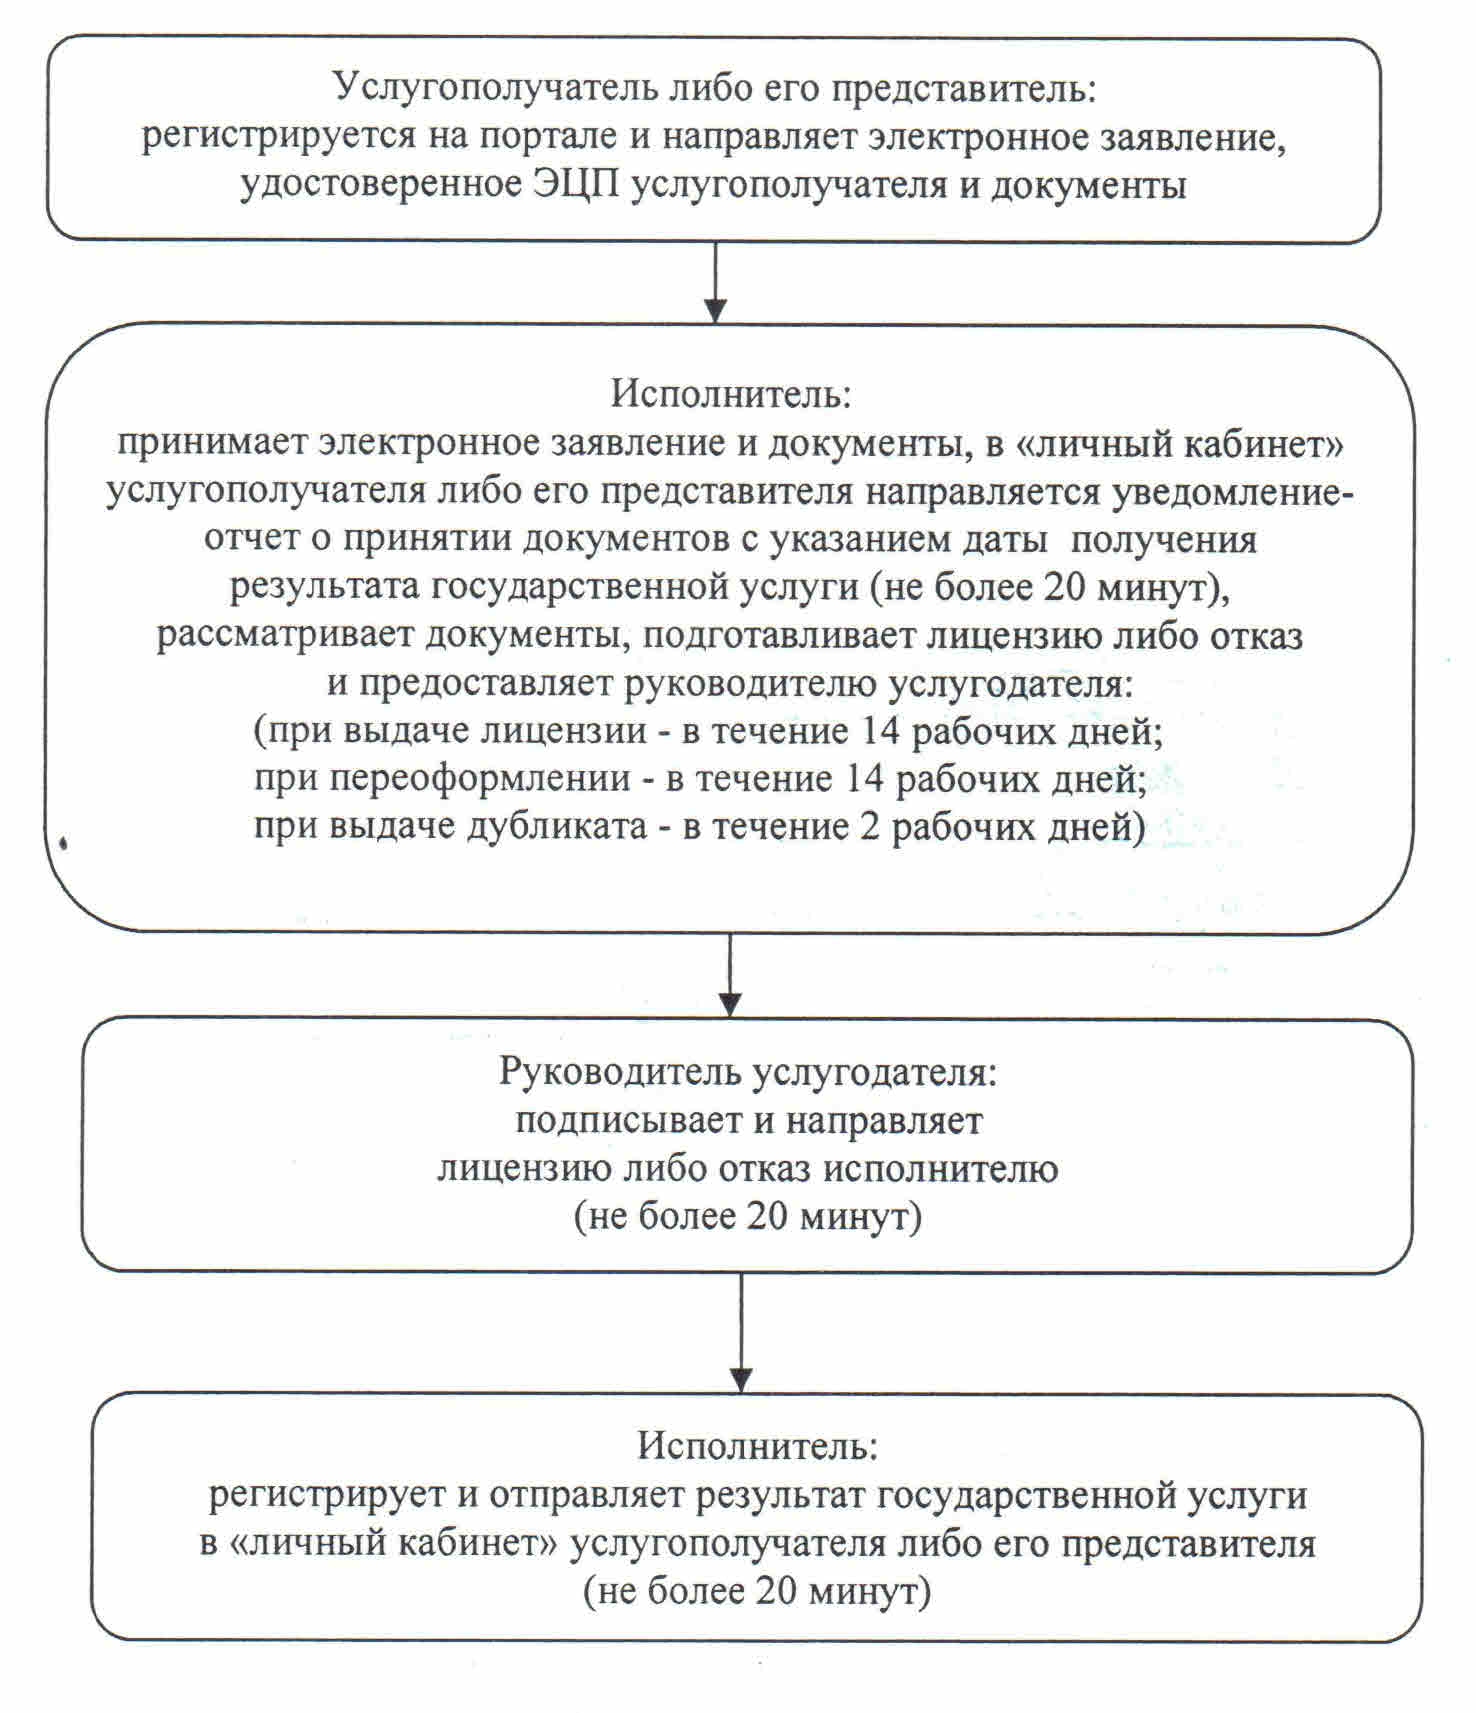 Услугополучатель либо его представитель:
регистрируется на портале и направляет электронное заявление,
удостоверенное ЭЦП услугополучателя и документы
Исполнитель:
принимает электронное заявление и документы, в «личный кабинет»
услугополучателя либо его представителя направляется уведомление-
отчет о принятии документов с указанием даты получения
результата государственной услуги (не более 20 минут),
рассматривает документы, подготавливает лицензию либо отказ
и предоставляет руководителю услугодателя:
(при выдаче лицензии - в течение 14 рабочих дней;
при переоформлении - в течение 14 рабочих дней;
при выдаче дубликата - в течение 2 рабочих дней)
Руководитель услугодателя:
подписывает и направляет
лицензию либо отказ исполнителю
(не более 20 минут)
Исполнитель:
регистрирует и отправляет результат государственной услуги
в «личный кабинет» услугополучателя либо его представителя
(не более 20 минут)